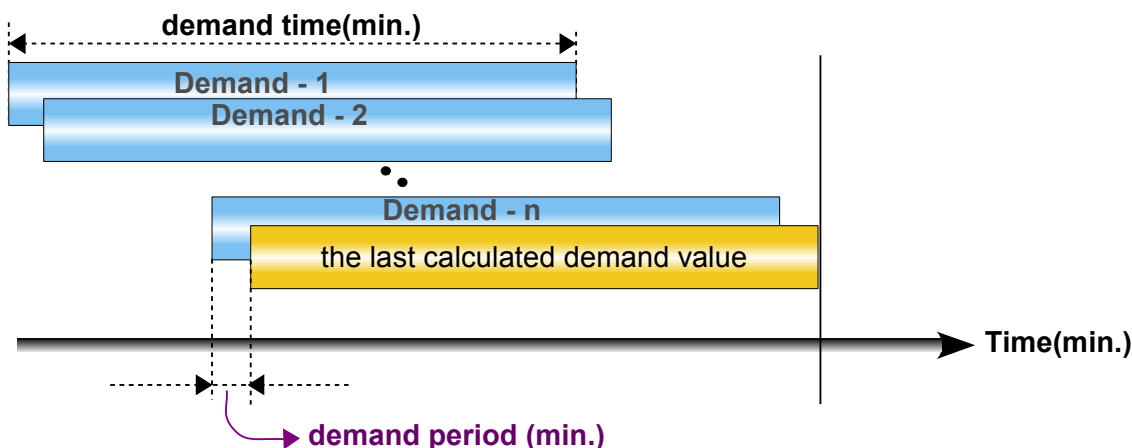 demand time(min.)
Demand - 1
Demand - 2
Demand - n
the last calculated demand value
Time(min.)
demand period (min.)